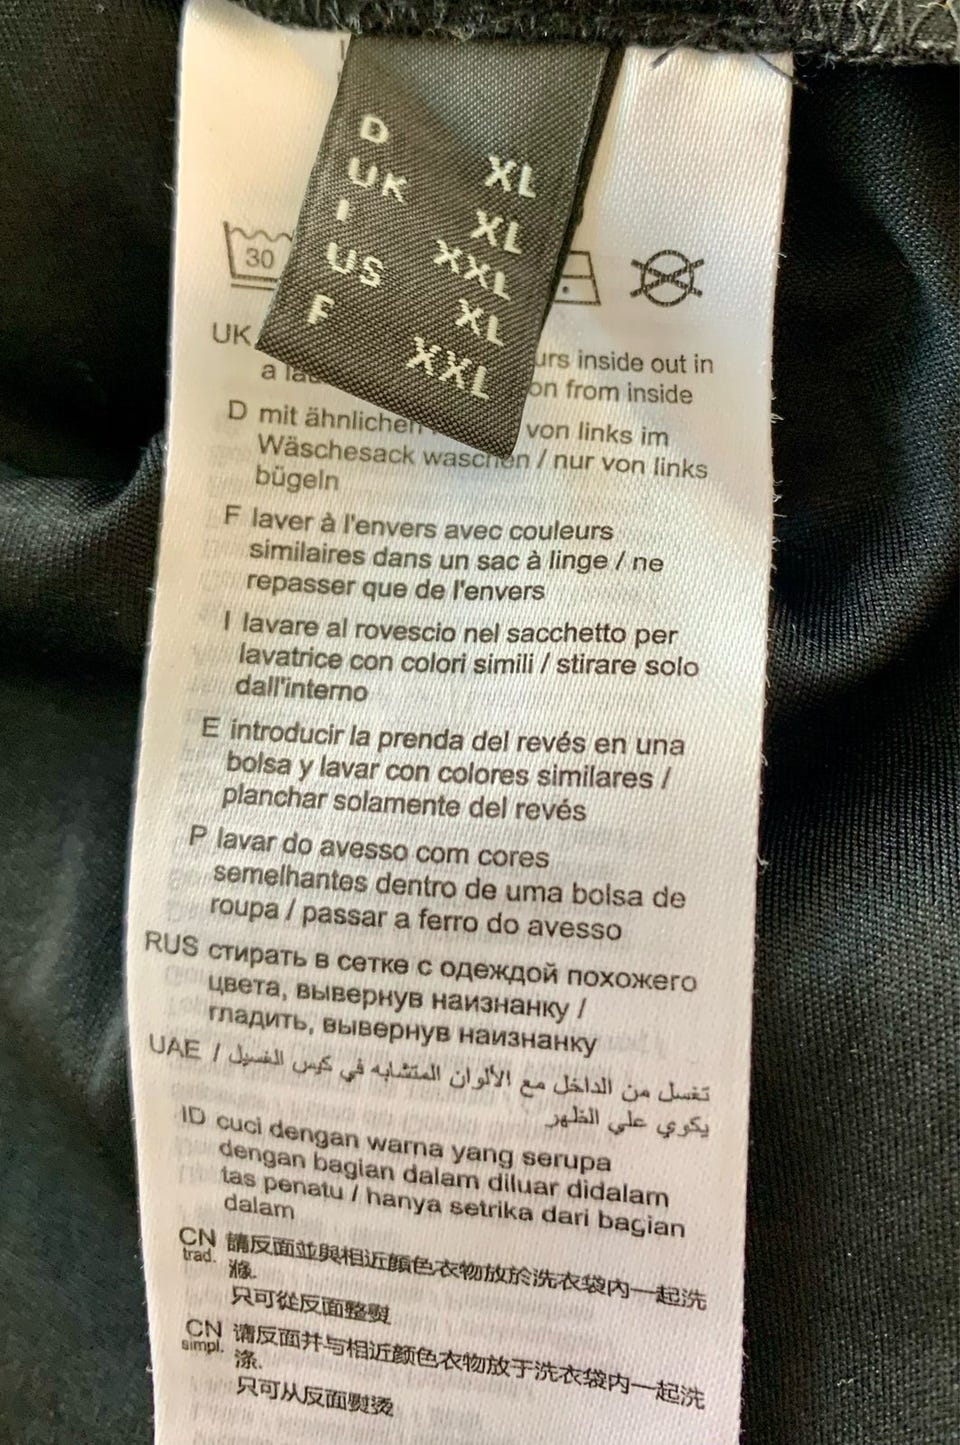 D XL
UK XL
I XXL
US XL
F XXL
30
UK urs inside out in
a on from inside
D mit ähnlichen von links im
Wäschesack waschen / nur von links
bügeln
F laver à l'envers avec couleurs
similaires dans un sac à linge / ne
repasser que de l'envers
I lavare al rovescio nel sacchetto per
lavatrice con colori simili / stirare solo
dall'interno
E introducir la prenda del revés en una
bolsa y lavar con colores similares /
planchar solamente del revés
P lavar do avesso com cores
semelhantes dentro de uma bolsa de
roupa / passar a ferro do avesso
RUS стирать в сетке с одеждой похожего
цвета, вывернув наизнанку /
гладить, вывернув наизнанку
UAE تغسل من الداخل مع الألوان المتشابه في كيس الغسيل /
يكوي علي الظهر
ID cuci dengan warna yang serupa
dengan bagian dalam diluar didalam
tas penatu / hanya setrika dari bagian
dalam
CN trad. 請反面並與相近顏色衣物放於洗衣袋内一起洗
滌.
只可從反面整熨
CN simpl. 请反面并与相近颜色衣物放于洗衣袋内一起洗
涤.
只可从反面熨烫